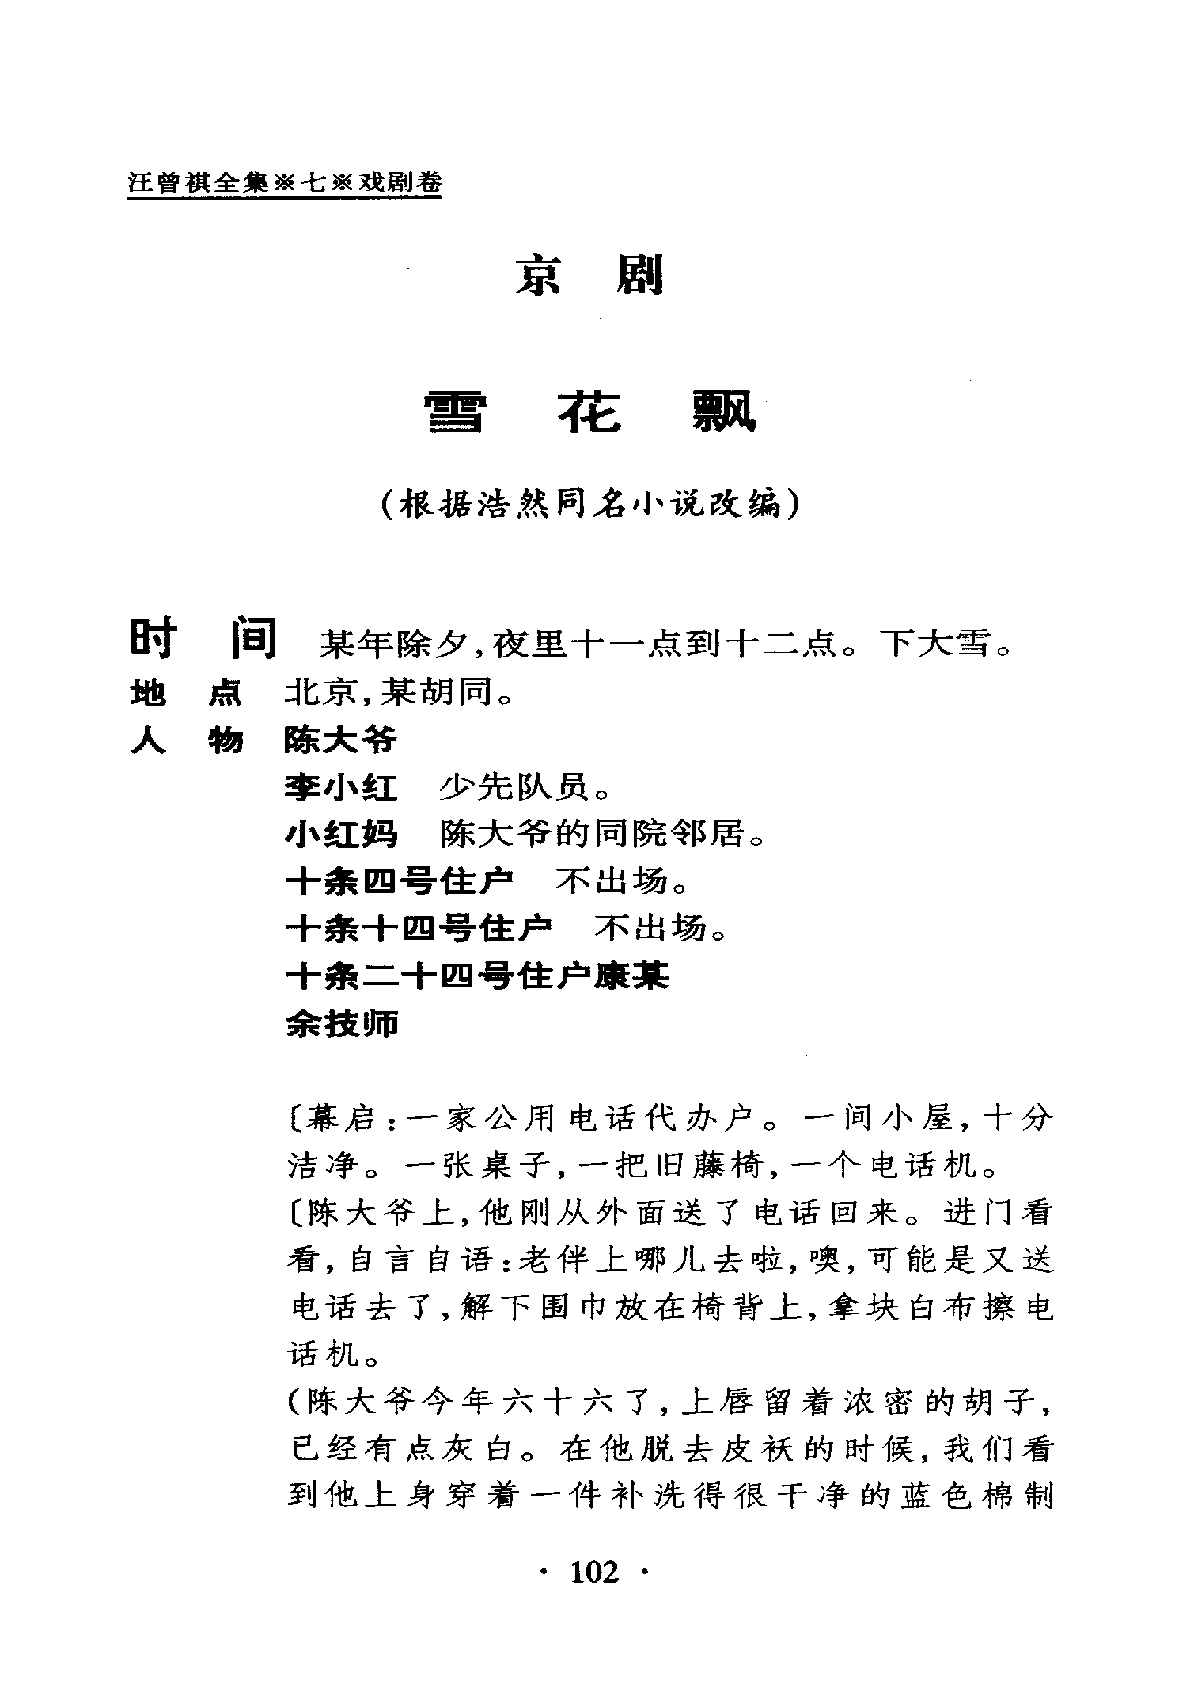 汪曾祺全集※七※戏剧卷
京 剧
雪 花 飘
(根据浩然同名小说改编)
时 间 某年除夕,夜里十一点到十二点。下大雪。
地 点 北京,某胡同。
人 物 陈大爷
李小红 少先队员。
小红妈 陈大爷的同院邻居。
十条四号住户 不出场。
十条十四号住户 不出场。
十条二十四号住户康某
余技师
〔幕启:一家公用电话代办户。一间小屋,十分
洁净。一张桌子,一把旧藤椅,一个电话机。
〔陈大爷上,他刚从外面送了电话回来。进门看
看,自言自语:老伴上哪儿去啦,噢,可能是又送
电话去了,解下围巾放在椅背上,拿块白布擦电
话机。
(陈大爷今年六十六了,上唇留着浓密的胡子,
已经有点灰白。在他脱去皮袄的时候,我们看
到他上身穿着一件补洗得很干净的蓝色棉制
· 102 ·